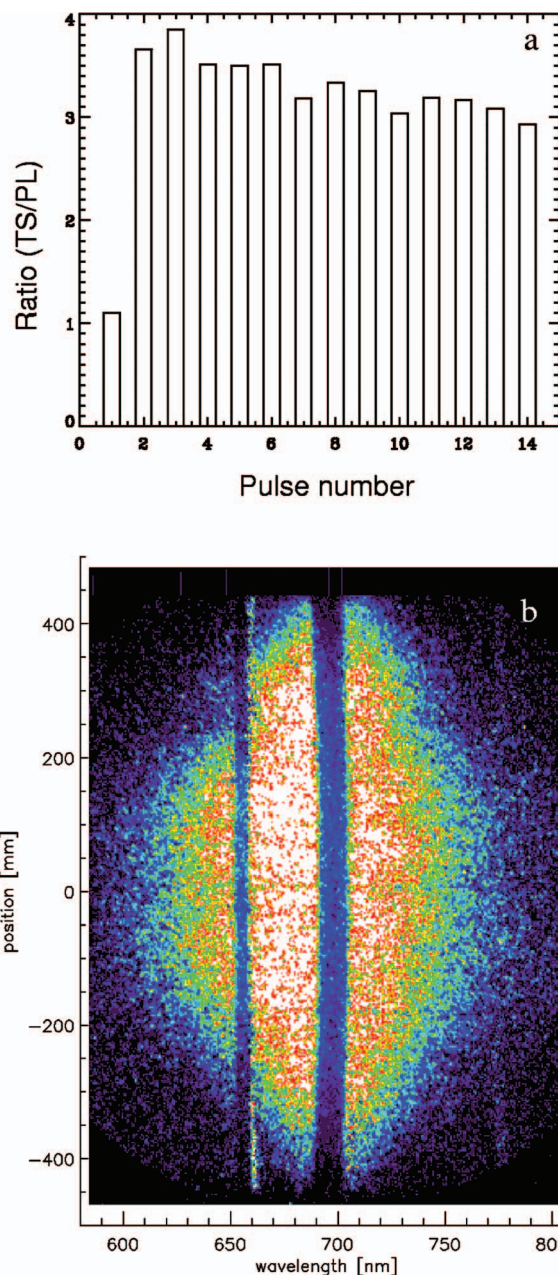 a
4
3
2
1
0
Ratio (TS/PL)
0 2 4 6 8 10 12 14
Pulse number
b
400
200
0
−200
−400
position [mm]
600 650 700 750 80
wavelength [nm]